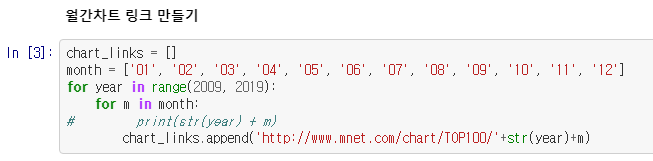 월간차트 링크 만들기
In [3]: chart_links = []
month = ['01', '02', '03', '04', '05', '06', '07', '08', '09', '10', '11', '12']
for year in range(2009, 2019):
    for m in month:
#        print(str(year) + m)
        chart_links.append('http://www.mnet.com/chart/TOP100/'+str(year)+m)